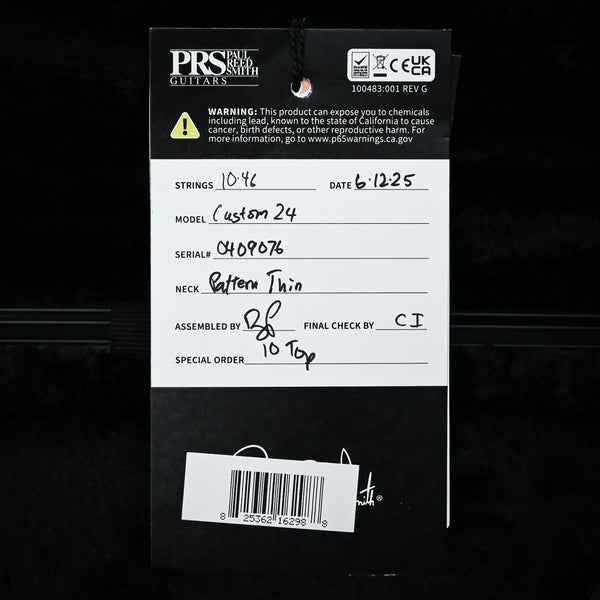 PRS PAUL REED SMITH
GUITARS
CE UKCA
100483:001 REV G
WARNING: This product can expose you to chemicals
including lead, known to the state of California to cause
cancer, birth defects, or other reproductive harm. For
more information, go to www.p65warnings.ca.gov
STRINGS 10·46 DATE 6·12·25
MODEL Custom 24
SERIAL# 0409076
NECK Pattern Thin
ASSEMBLED BY FINAL CHECK BY CI
SPECIAL ORDER 10 Top
8 25362 16298 8